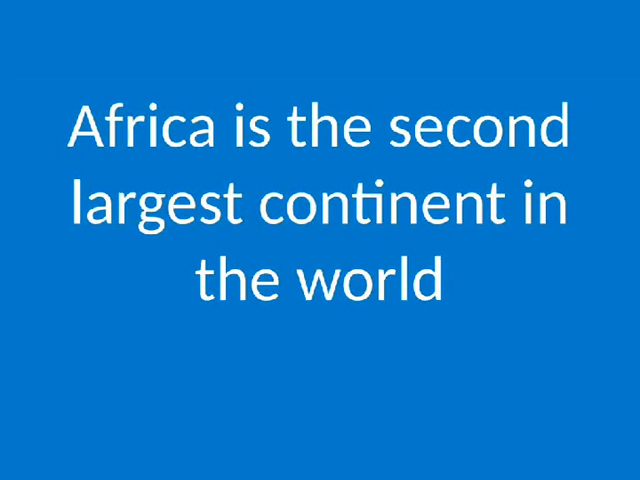 Africa is the second
largest continent in
the world